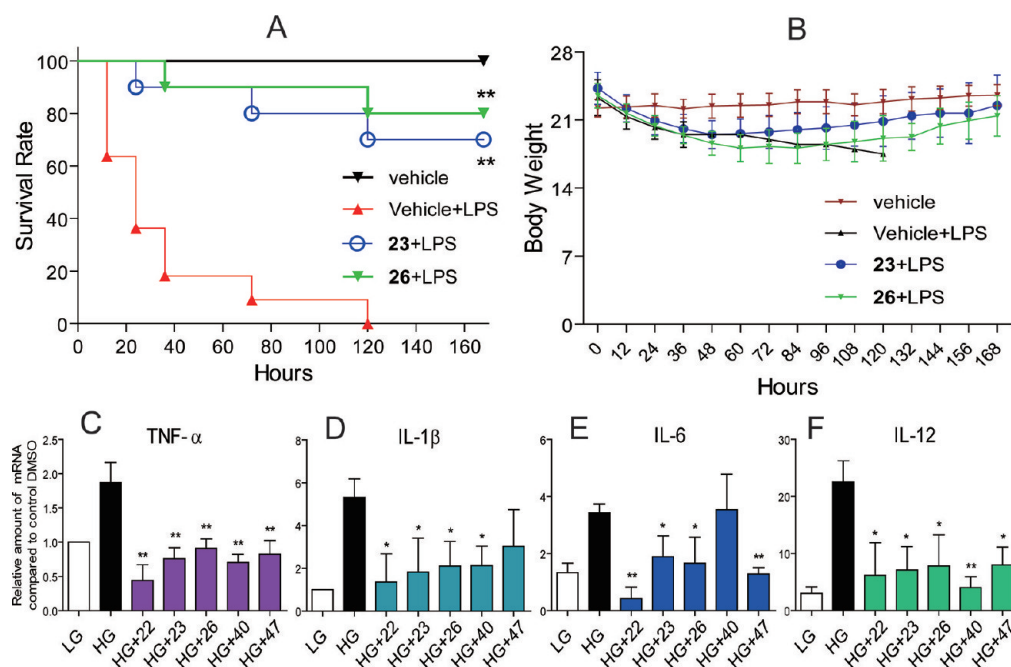 A
Survival Rate
100
80
60
40
20
0
**
**
vehicle
Vehicle+LPS
23+LPS
26+LPS
0 20 40 60 80 100 120 140 160
Hours
B
Body Weight
28
21
14
7
0
vehicle
Vehicle+LPS
23+LPS
26+LPS
0 12 24 36 48 60 72 84 96 108 120 132 144 156 168
Hours
C
TNF- α
Relative amount of mRNA
compared to control DMSO
2.5
2.0
1.5
1.0
0.5
0.0
** ** ** ** **
LG HG HG+22 HG+23 HG+26 HG+40 HG+47
D
IL-1β
8
6
4
2
0
* * * *
LG HG HG+22 HG+23 HG+26 HG+40 HG+47
E
IL-6
6
4
2
0
** * * **
LG HG HG+22 HG+23 HG+26 HG+40 HG+47
F
IL-12
30
20
10
0
* * * ** *
LG HG HG+22 HG+23 HG+26 HG+40 HG+47